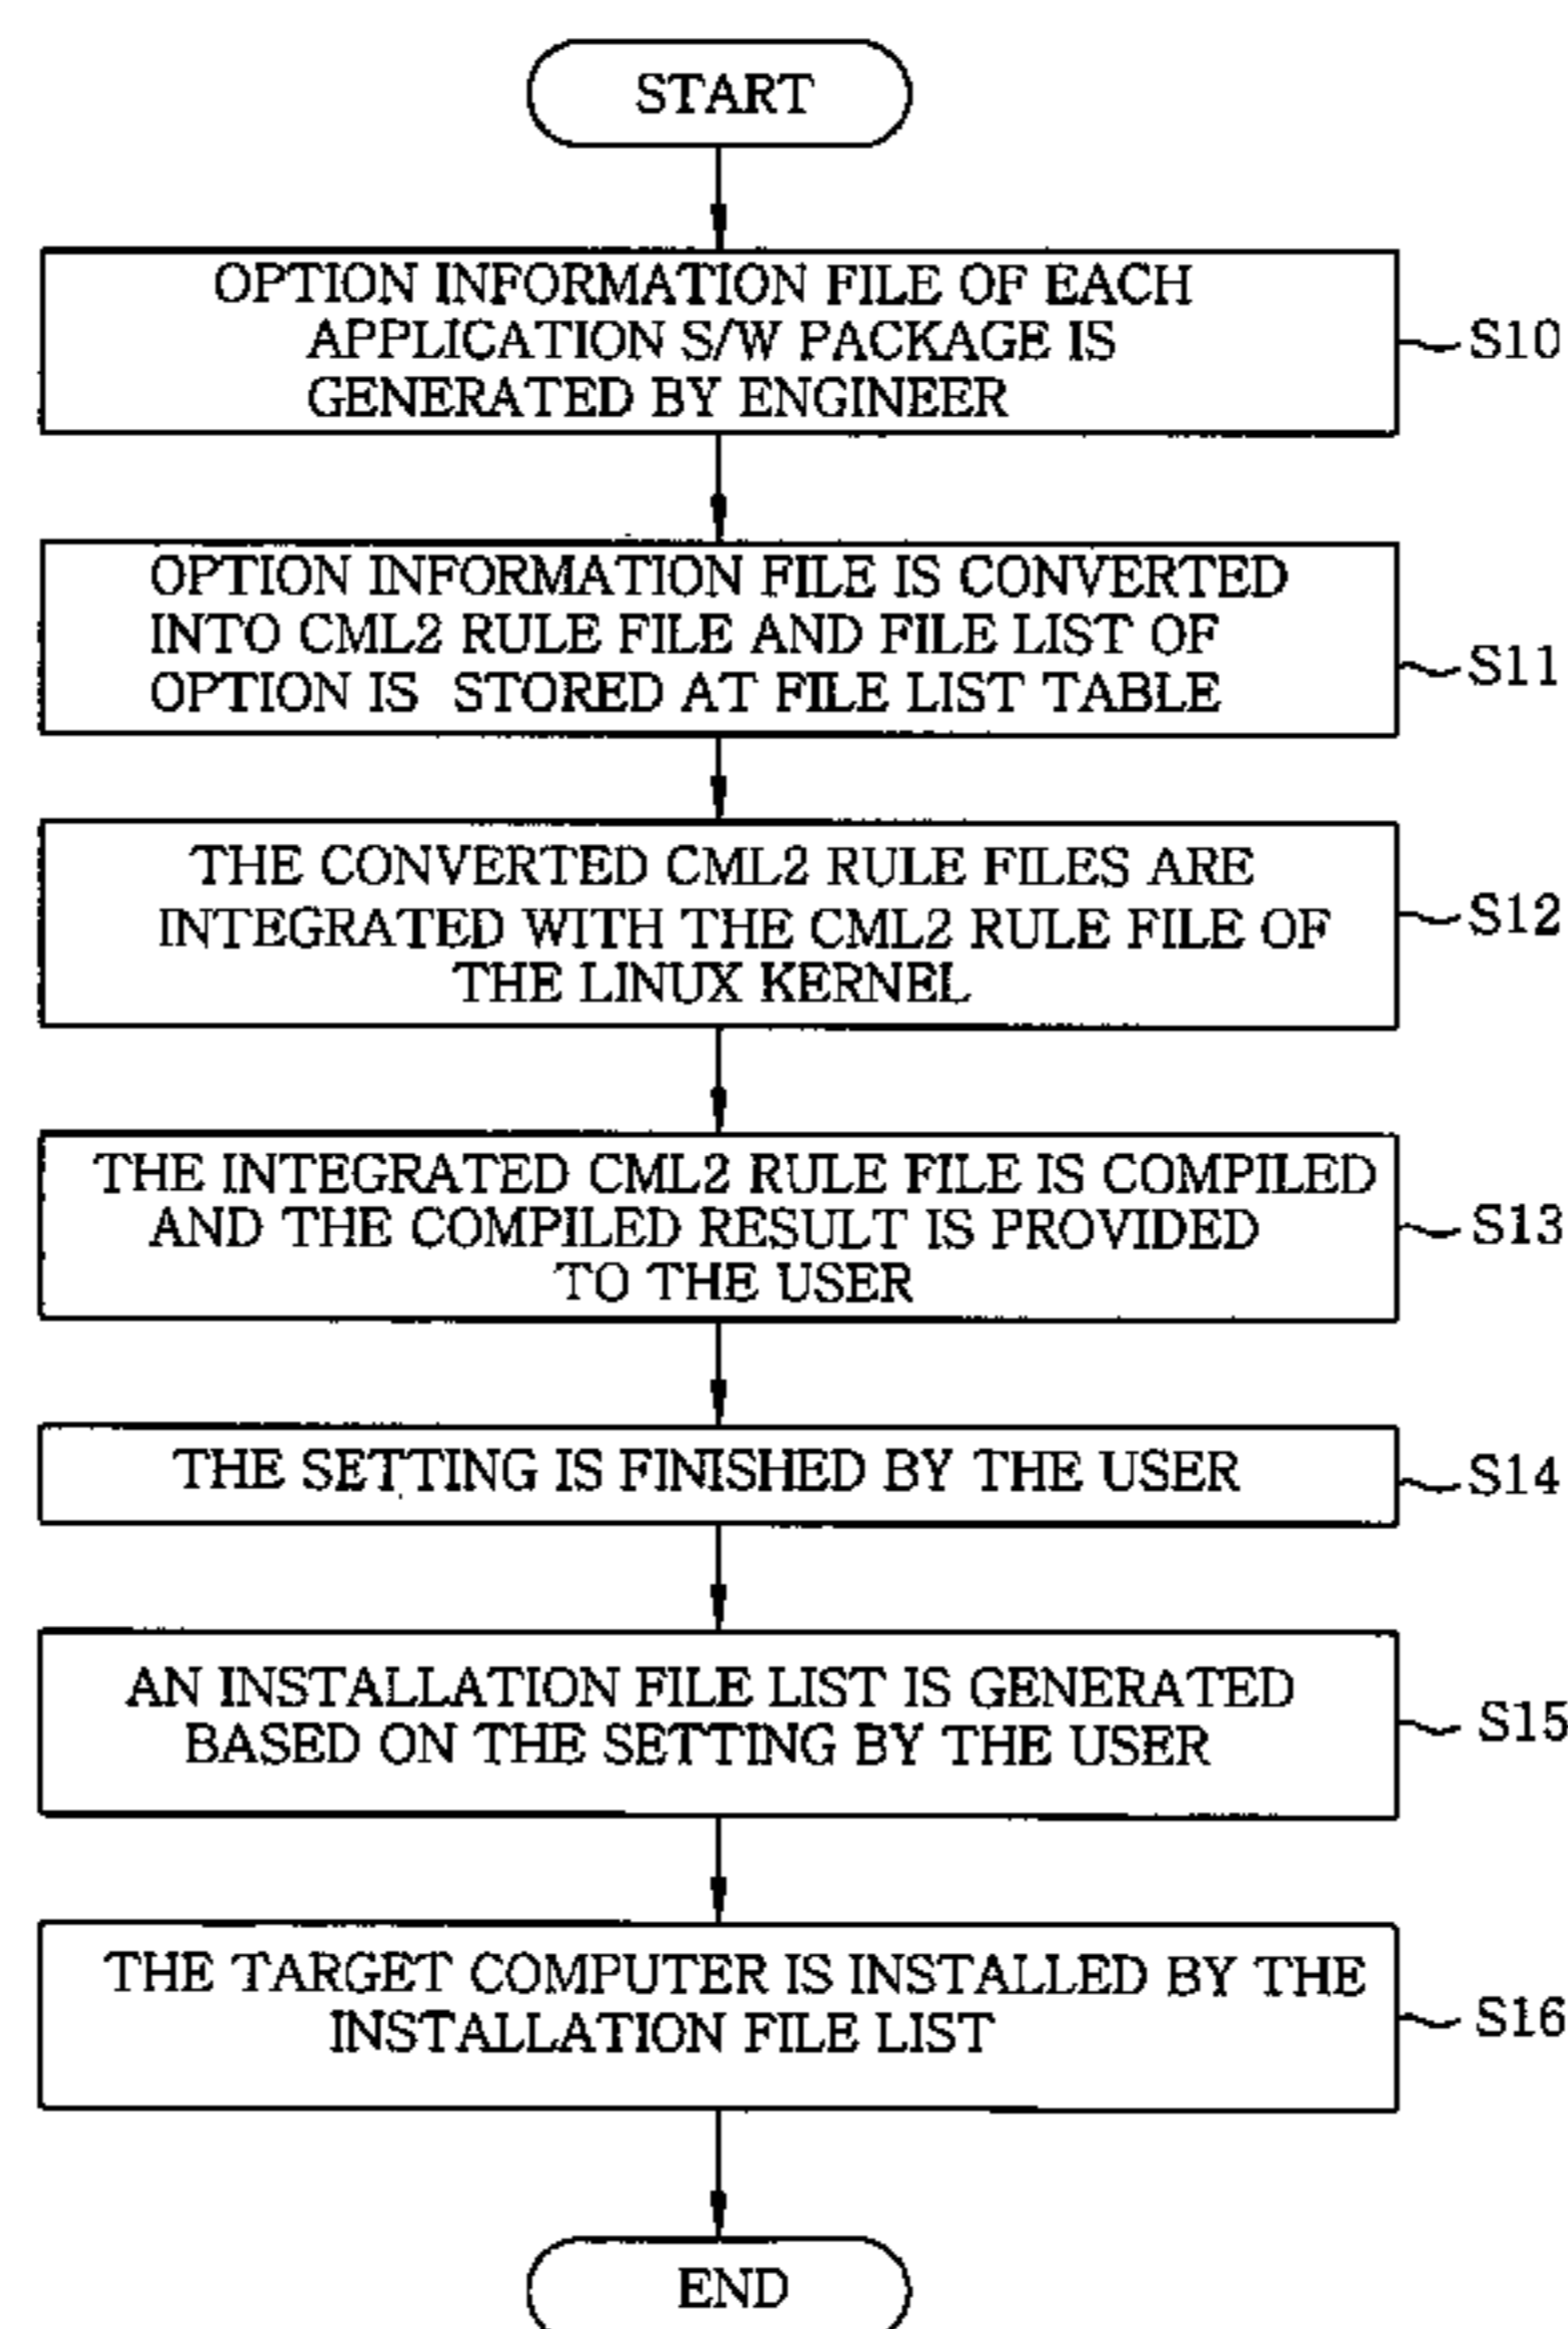 START
OPTION INFORMATION FILE OF EACH
APPLICATION S/W PACKAGE IS
GENERATED BY ENGINEER
S10
OPTION INFORMATION FILE IS CONVERTED
INTO CML2 RULE FILE AND FILE LIST OF
OPTION IS STORED AT FILE LIST TABLE
S11
THE CONVERTED CML2 RULE FILES ARE
INTEGRATED WITH THE CML2 RULE FILE OF
THE LINUX KERNEL
S12
THE INTEGRATED CML2 RULE FILE IS COMPILED
AND THE COMPILED RESULT IS PROVIDED
TO THE USER
S13
THE SETTING IS FINISHED BY THE USER
S14
AN INSTALLATION FILE LIST IS GENERATED
BASED ON THE SETTING BY THE USER
S15
THE TARGET COMPUTER IS INSTALLED BY THE
INSTALLATION FILE LIST
S16
END